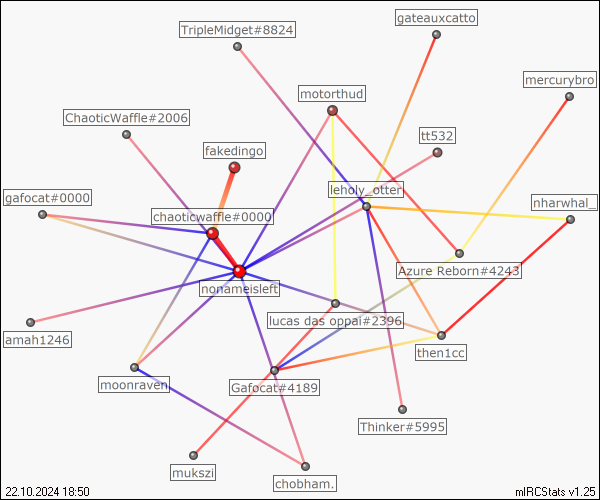 TripleMidget#8824
gateauxcatto
mercurybro
motorthud
ChaoticWaffle#2006
tt532
fakedingo
leholy_otter
gafocat#0000
nharwhal_
chaoticwaffle#0000
Azure Reborn#4243
nonameisleft
lucas das oppai#2396
amah1246
then1cc
moonraven
Gafocat#4189
Thinker#5995
mukszi
chobham.
22.10.2024 18:50
mIRCStats v1.25